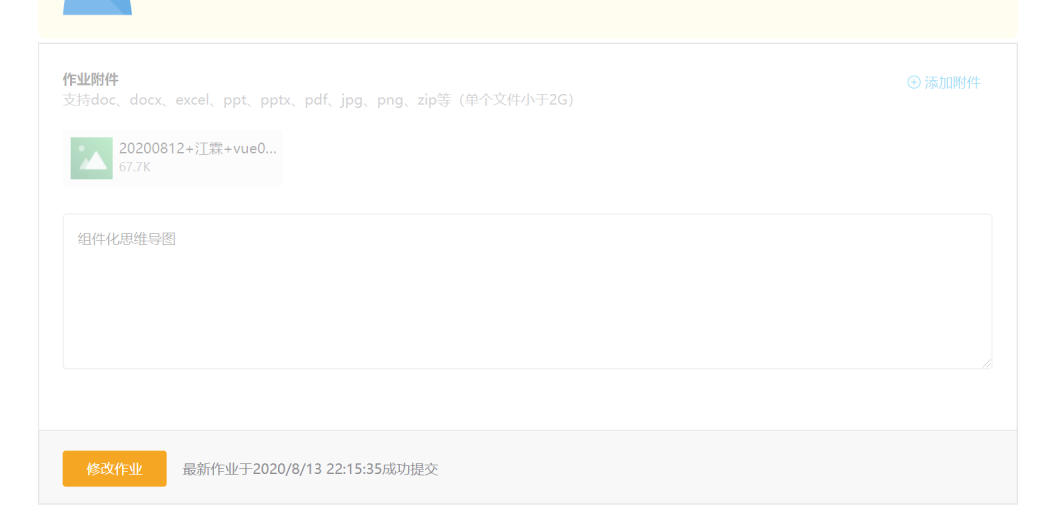 作业附件
添加附件
支持doc、docx、excel、ppt、pptx、pdf、jpg、png、zip等（单个文件小于2G）
20200812+江霖+vue0...
67.7K
组件化思维导图
修改作业
最新作业于2020/8/13 22:15:35成功提交